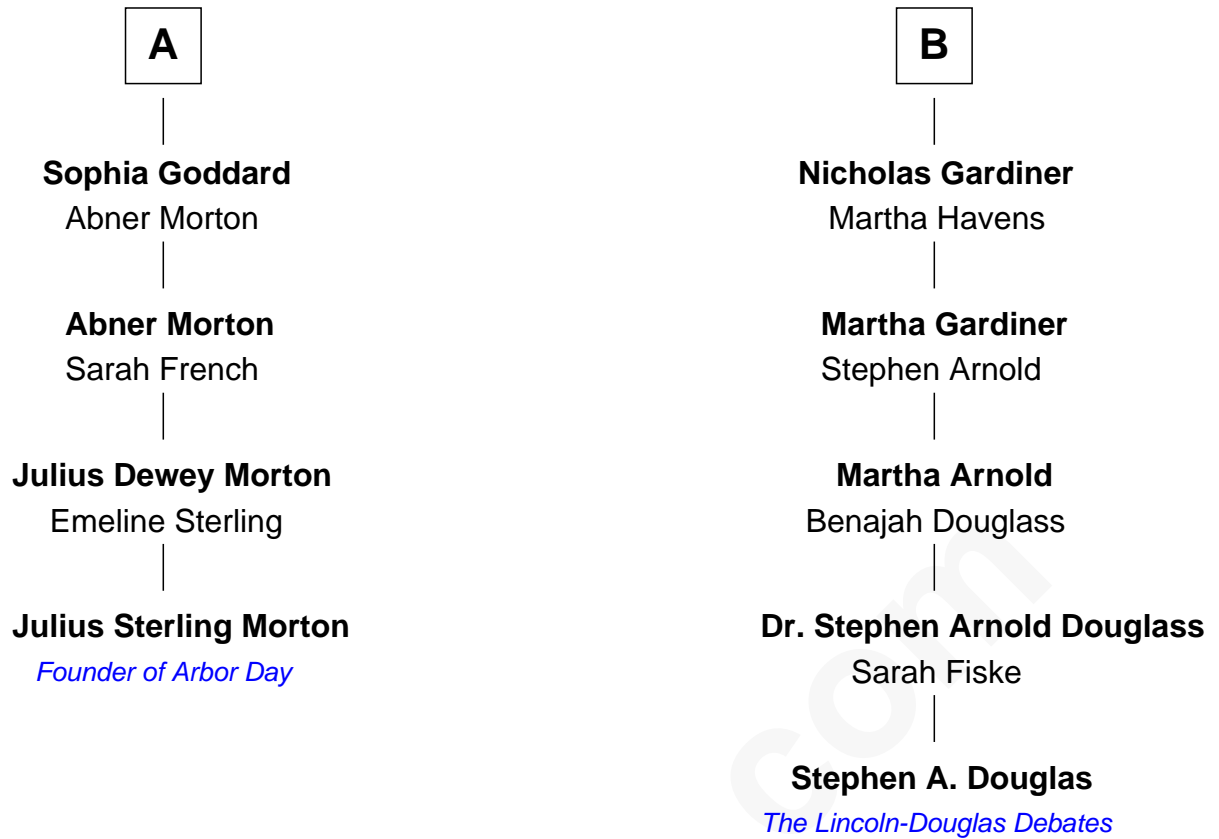 A
Sophia Goddard
Abner Morton
Abner Morton
Sarah French
Julius Dewey Morton
Emeline Sterling
Julius Sterling Morton
Founder of Arbor Day
B
Nicholas Gardiner
Martha Havens
Martha Gardiner
Stephen Arnold
Martha Arnold
Benajah Douglass
Dr. Stephen Arnold Douglass
Sarah Fiske
Stephen A. Douglas
The Lincoln-Douglas Debates
com